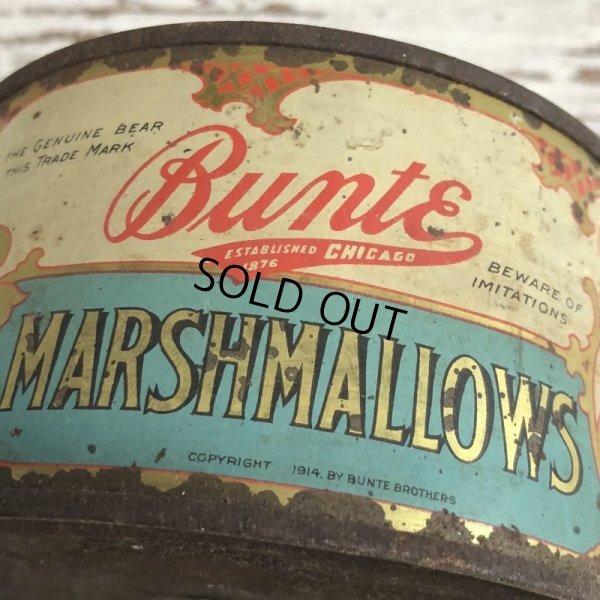 THE GENUINE BEAR
THIS TRADE MARK
Bunte
ESTABLISHED CHICAGO
1876
BEWARE OF
IMITATIONS
SOLD OUT
MARSHMALLOWS
COPYRIGHT 1914. BY BUNTE BROTHERS